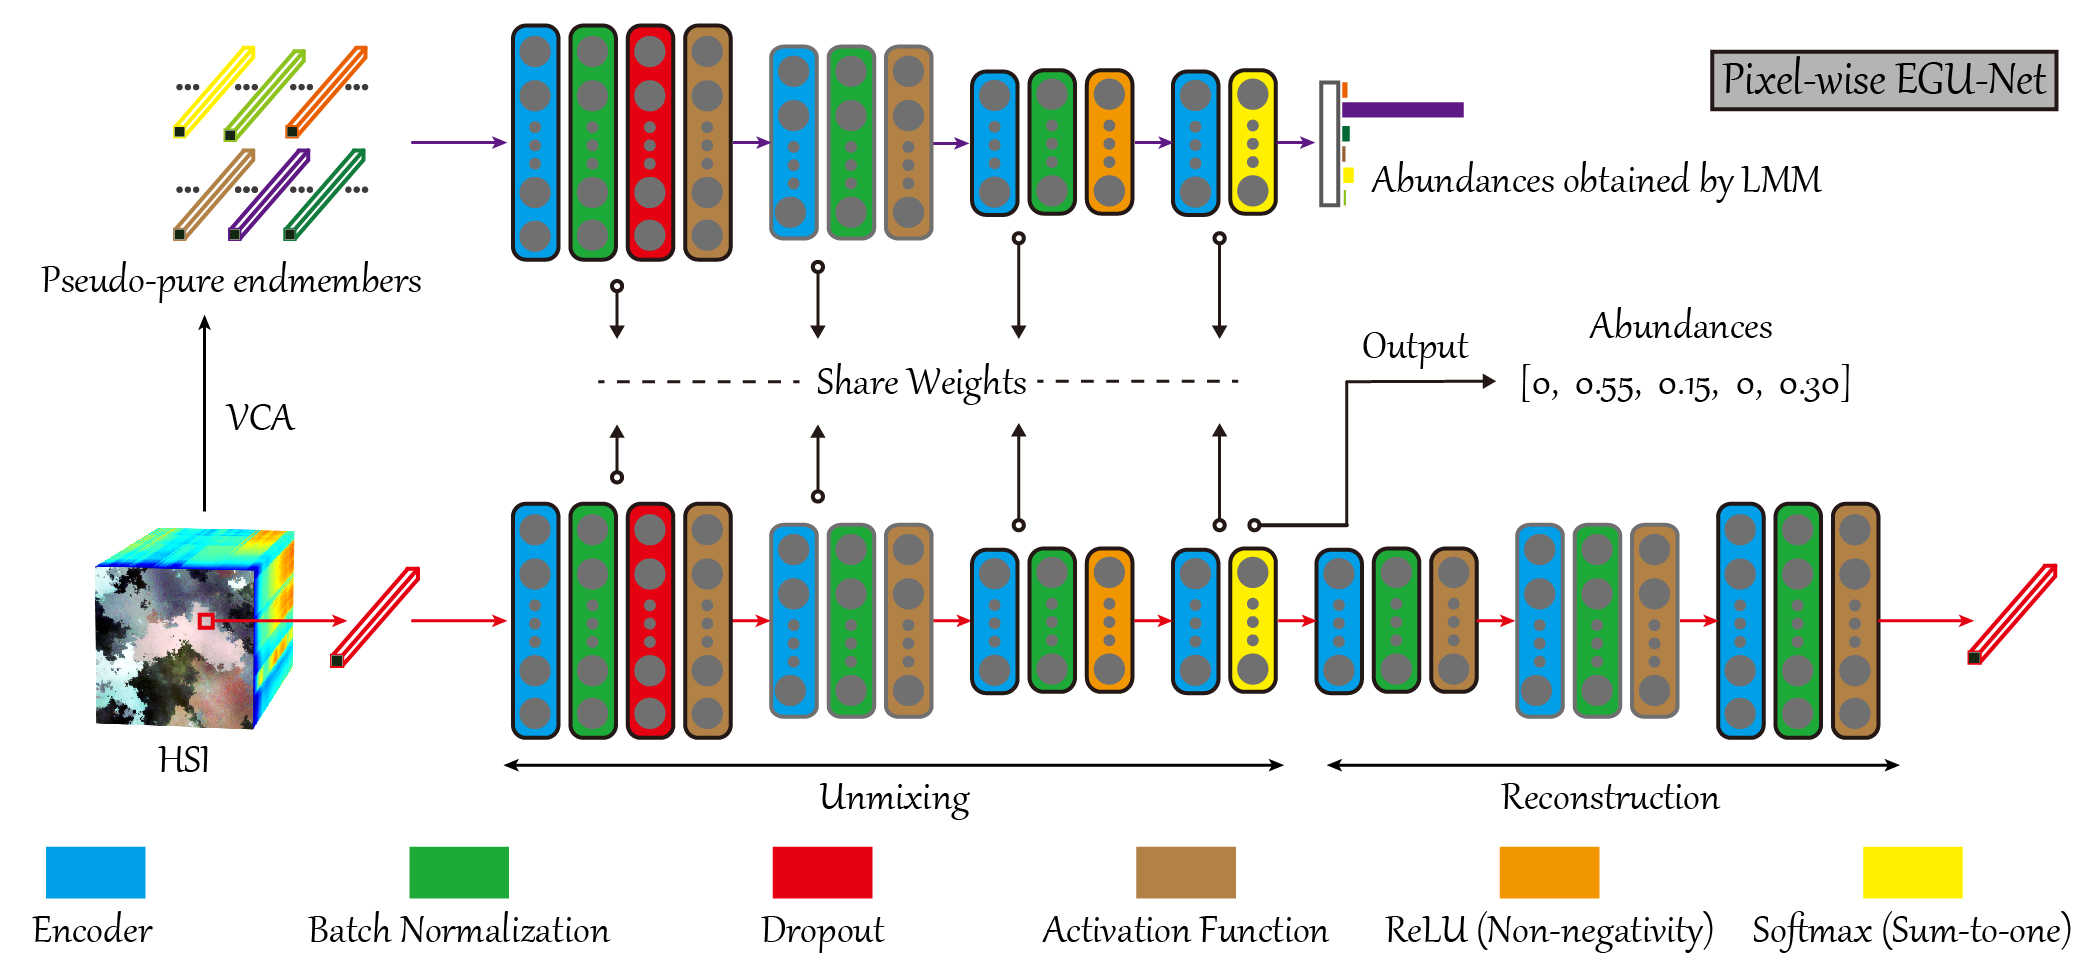 Pixel-wise EGU-Net
Abundances obtained by LMM
Pseudo-pure endmembers
Abundances
Output
[0, 0.55, 0.15, 0, 0.30]
Share Weights
VCA
HSI
Unmixing
Reconstruction
Encoder
Batch Normalization
Dropout
Activation Function
ReLU (Non-negativity)
Softmax (Sum-to-one)